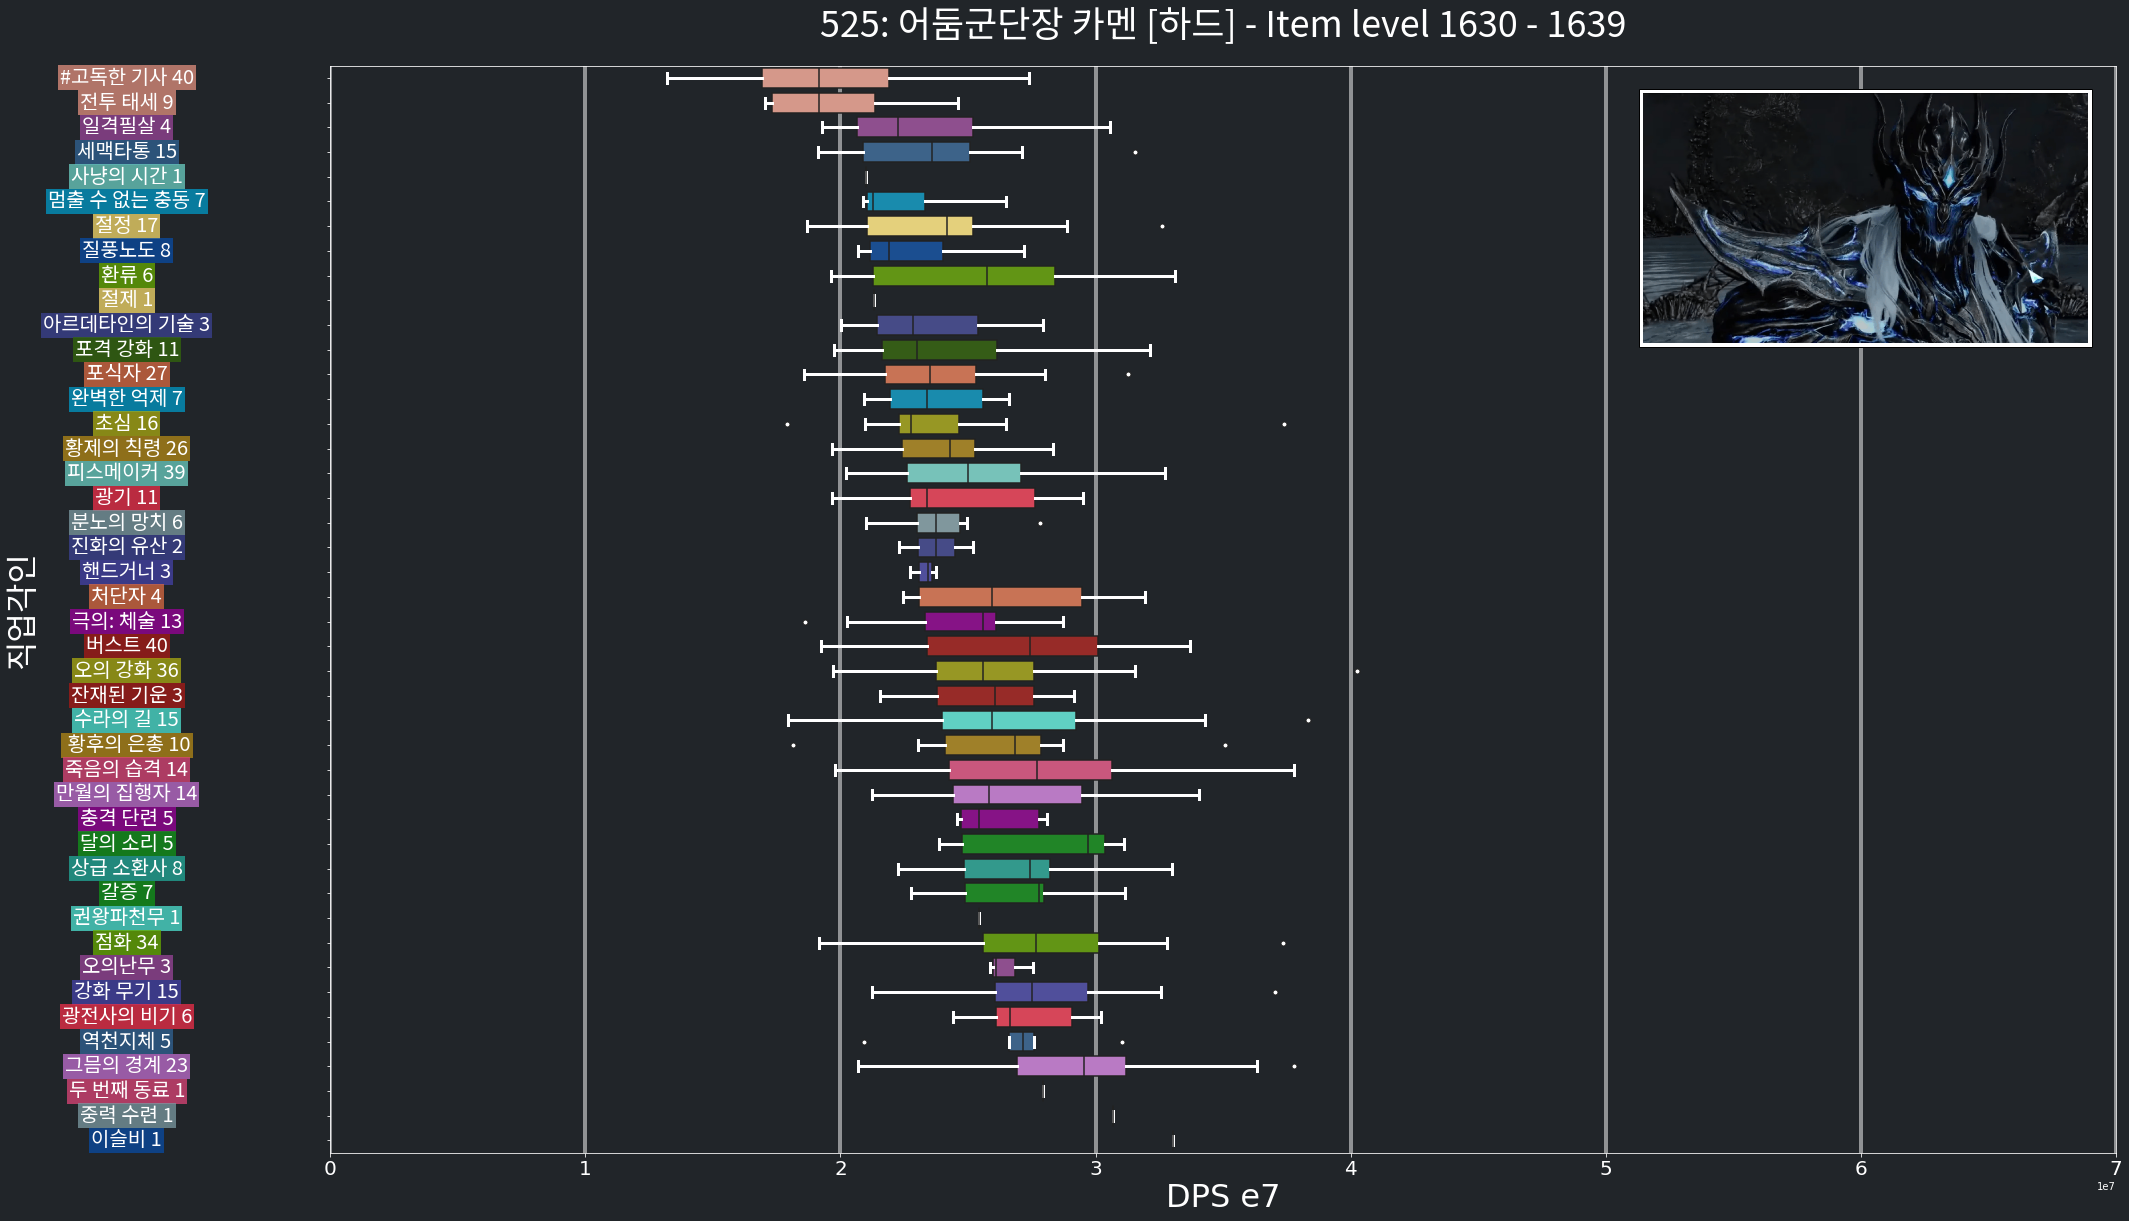 525: 어둠군단장 카멘 [하드] - Item level 1630 - 1639
직업각인
#고독한 기사 40
전투 태세 9
일격필살 4
세맥타통 15
사냥의 시간 1
멈출 수 없는 충동 7
절정 17
질풍노도 8
환류 6
절제 1
아르데타인의 기술 3
포격 강화 11
포식자 27
완벽한 억제 7
초심 16
황제의 칙령 26
피스메이커 39
광기 11
분노의 망치 6
진화의 유산 2
핸드거너 3
처단자 4
극의: 체술 13
버스트 40
오의 강화 36
잔재된 기운 3
수라의 길 15
황후의 은총 10
죽음의 습격 14
만월의 집행자 14
충격 단련 5
달의 소리 5
상급 소환사 8
갈증 7
권왕파천무 1
점화 34
오의난무 3
강화 무기 15
광전사의 비기 6
역천지체 5
그믐의 경계 23
두 번째 동료 1
중력 수련 1
이슬비 1
0 1 2 3 4 5 6 7
1e7
DPS e7